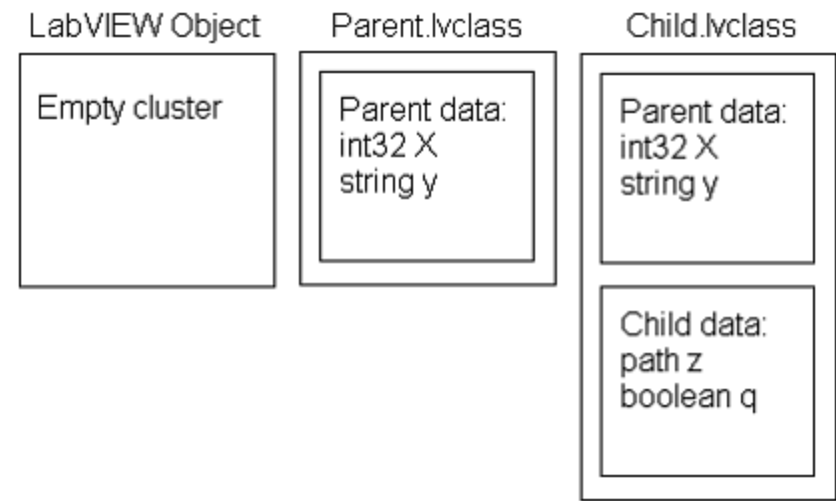 LabVIEW Object
Empty cluster
Parent.lvclass
Parent data:
int32 X
string y
Child.lvclass
Parent data:
int32 X
string y
Child data:
path z
boolean q